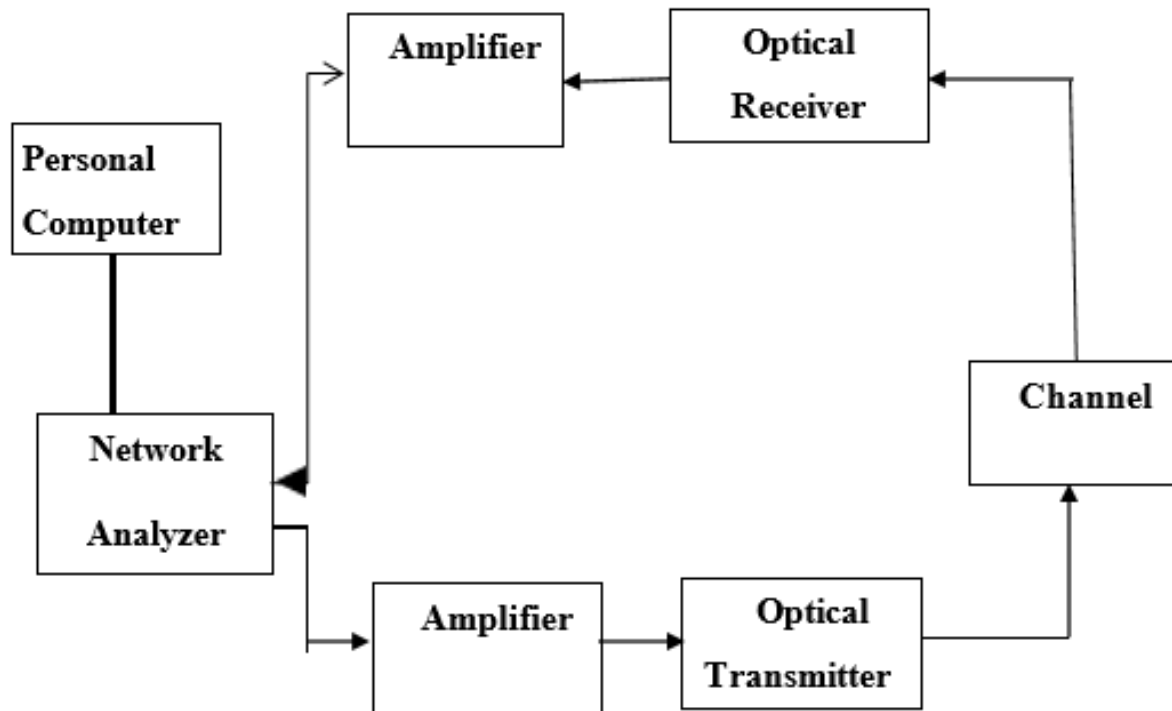 Amplifier
Optical
Receiver
Personal
Computer
Channel
Network
Analyzer
Amplifier
Optical
Transmitter